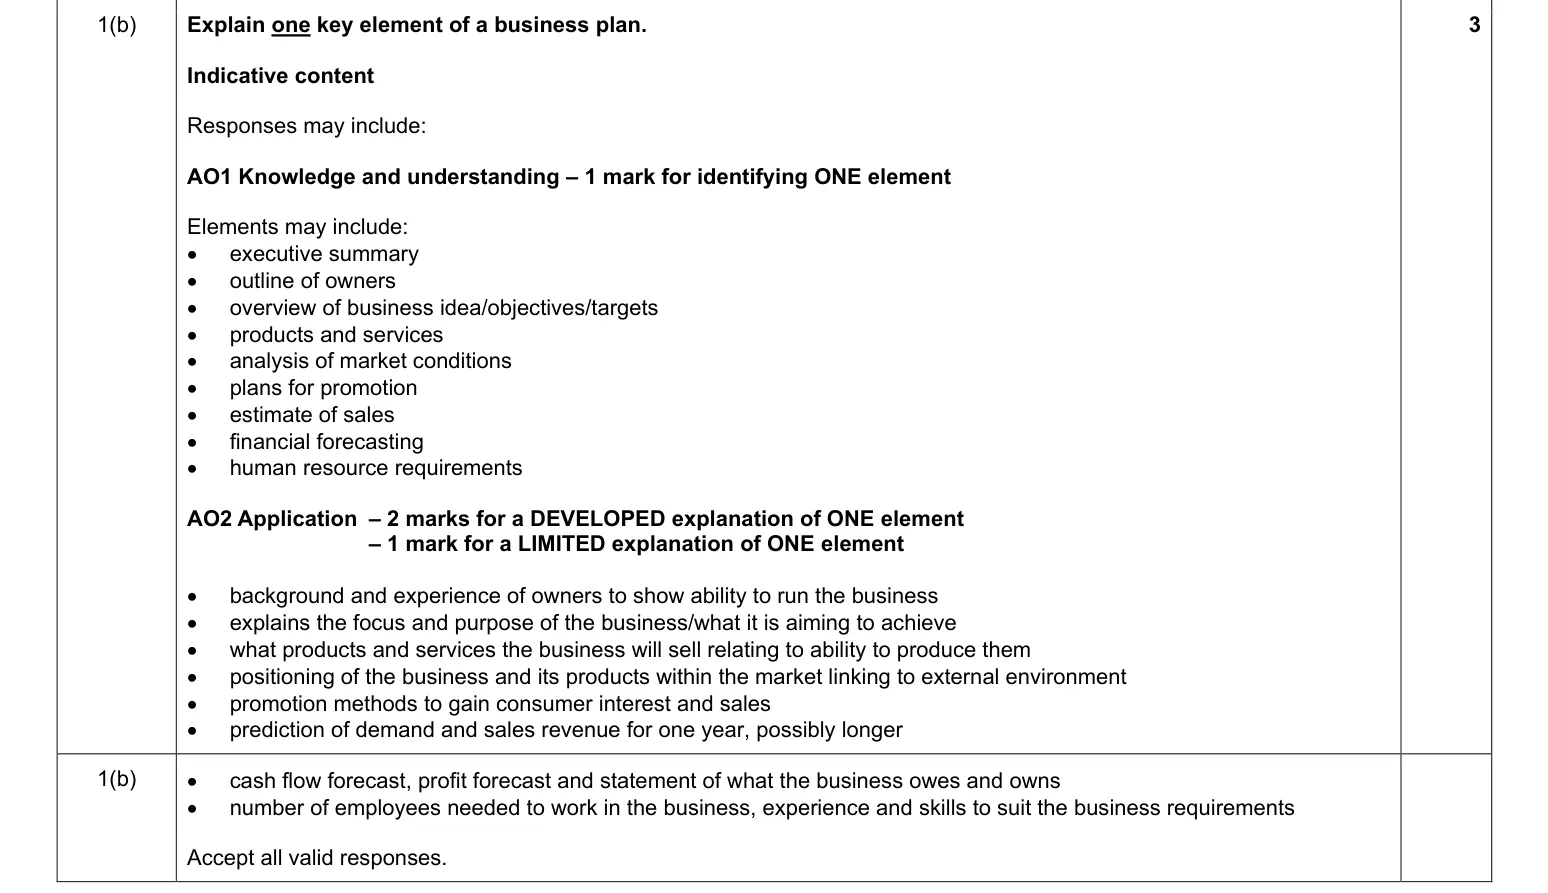 1(b) Explain one key element of a business plan. 3
Indicative content
Responses may include:
AO1 Knowledge and understanding – 1 mark for identifying ONE element
Elements may include:
• executive summary
• outline of owners
• overview of business idea/objectives/targets
• products and services
• analysis of market conditions
• plans for promotion
• estimate of sales
• financial forecasting
• human resource requirements
AO2 Application – 2 marks for a DEVELOPED explanation of ONE element
– 1 mark for a LIMITED explanation of ONE element
• background and experience of owners to show ability to run the business
• explains the focus and purpose of the business/what it is aiming to achieve
• what products and services the business will sell relating to ability to produce them
• positioning of the business and its products within the market linking to external environment
• promotion methods to gain consumer interest and sales
• prediction of demand and sales revenue for one year, possibly longer
1(b) • cash flow forecast, profit forecast and statement of what the business owes and owns
• number of employees needed to work in the business, experience and skills to suit the business requirements
Accept all valid responses.